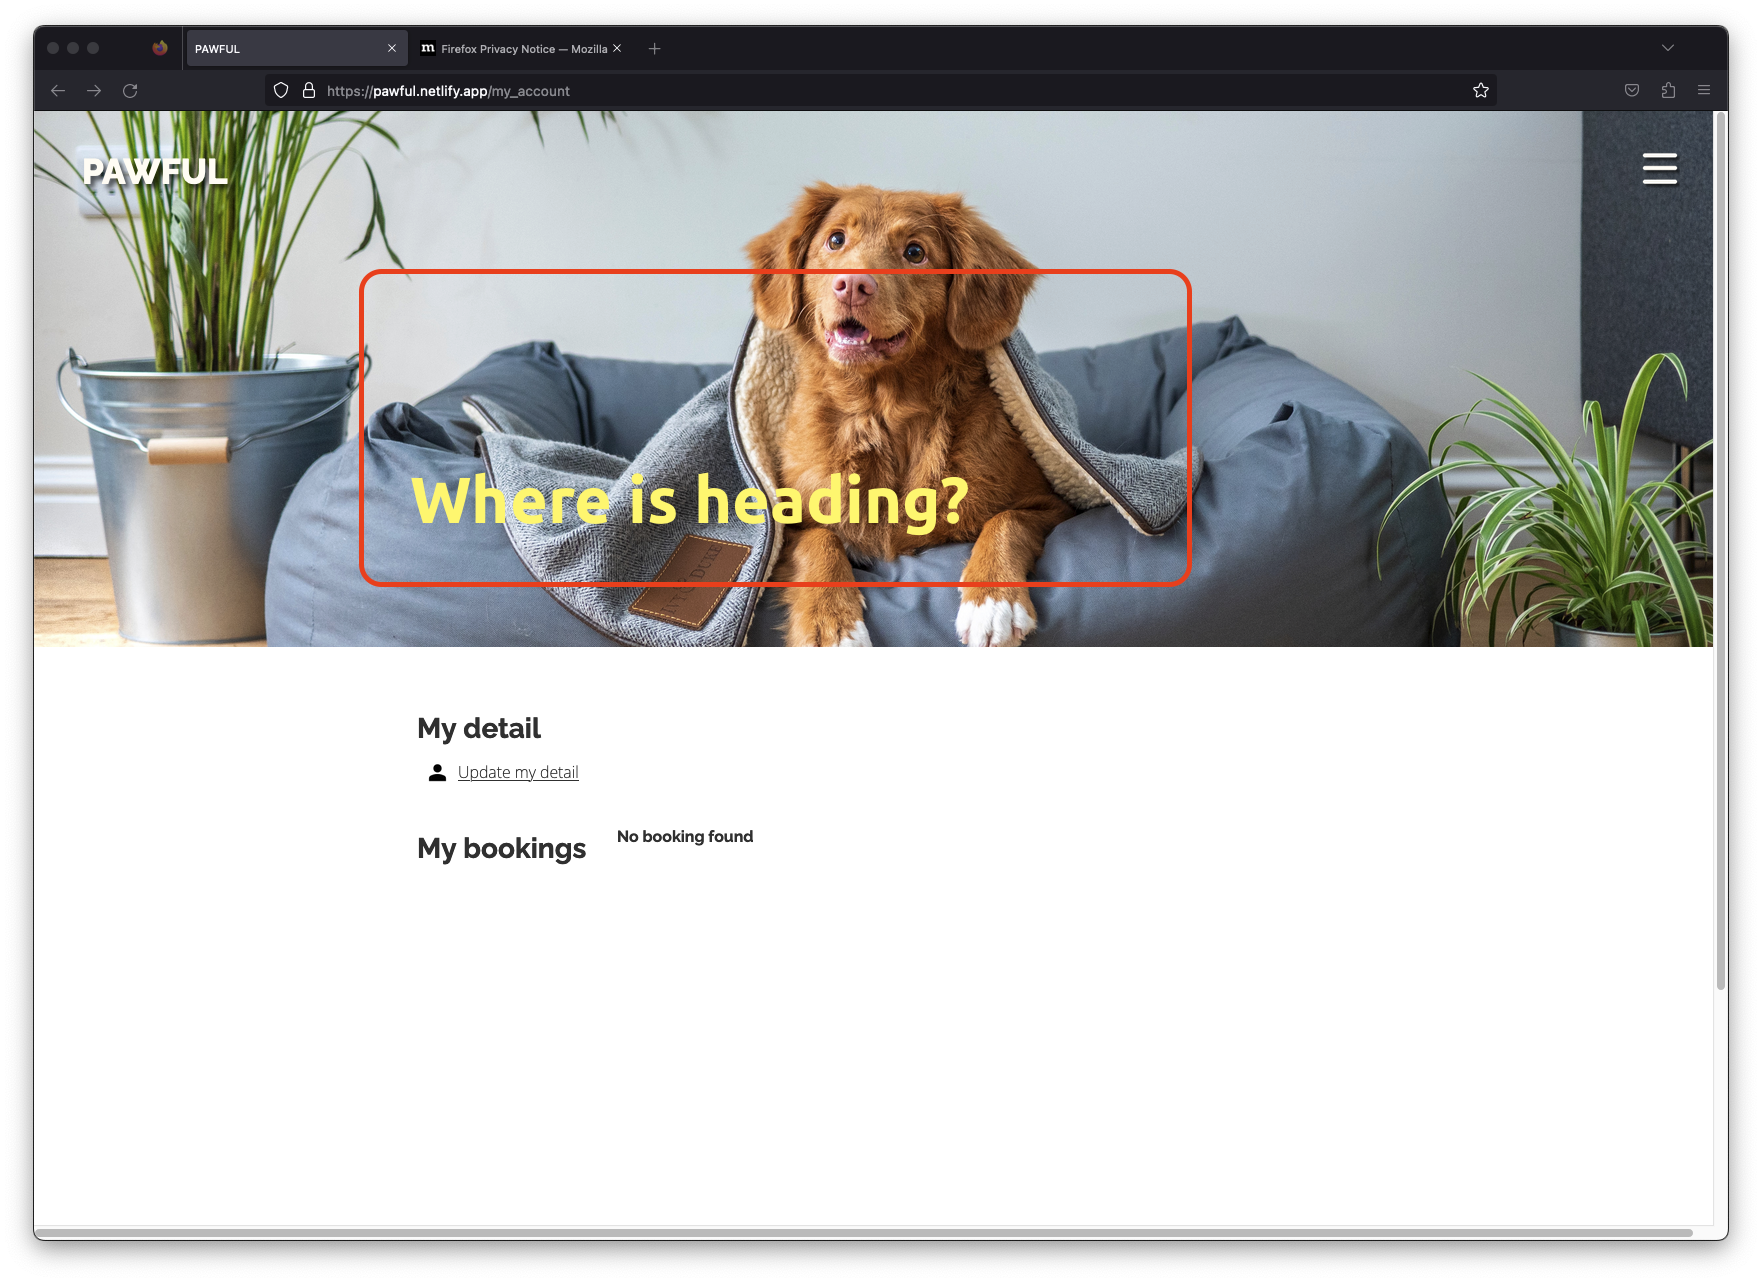 PAWFUL
m Firefox Privacy Notice — Mozilla
https://pawful.netlify.app/my_account
PAWFUL
Where is heading?
DUKE
My detail
Update my detail
My bookings
No booking found